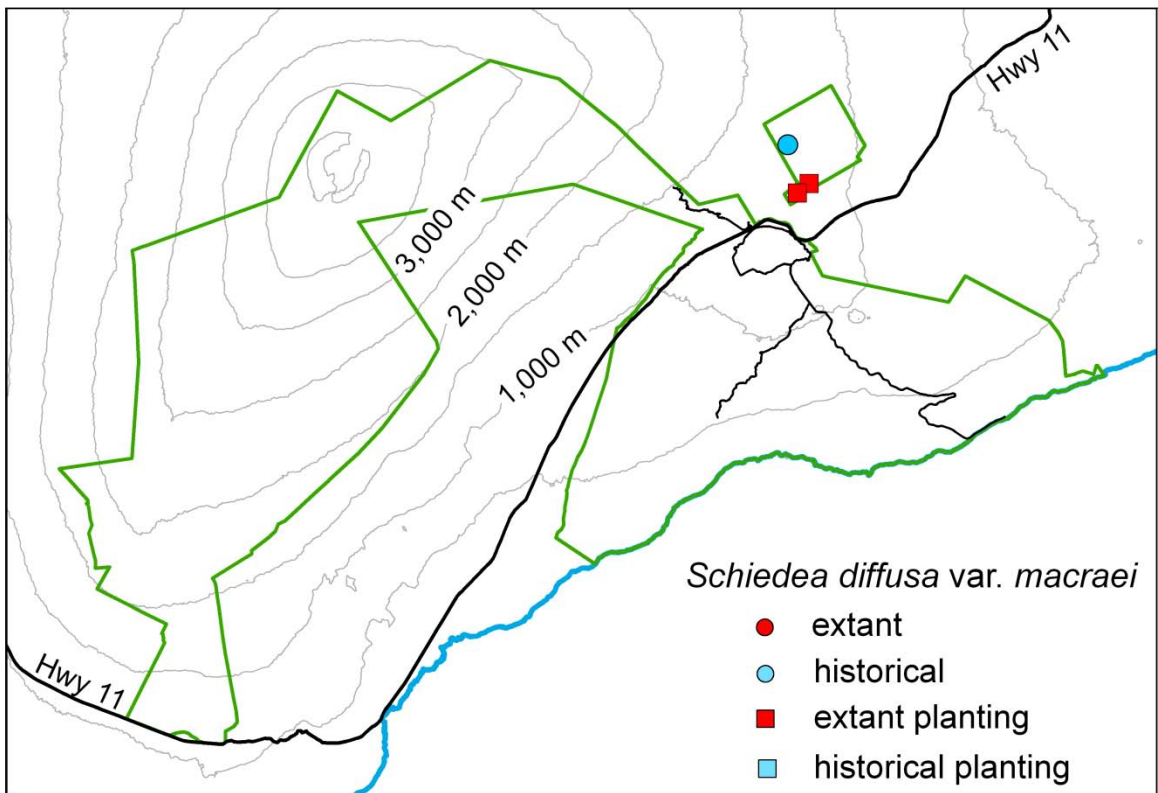 Hwy 11
3,000 m
2,000 m
1,000 m
Schiedea diffusa var. macraei
extant
historical
extant planting
historical planting
Hwy 11